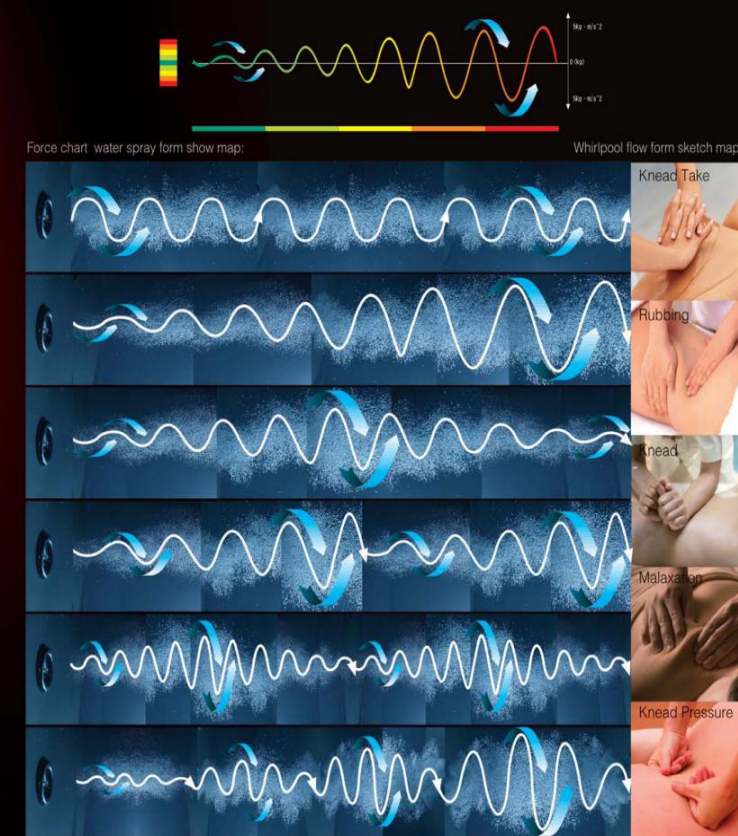 5kg · m/s^2
0 (kg)
5kg · m/s^2
Force chart water spray form show map:
Whirlpool flow form sketch map
Knead Take
Rubbing
Knead
Malaxation
Knead Pressure